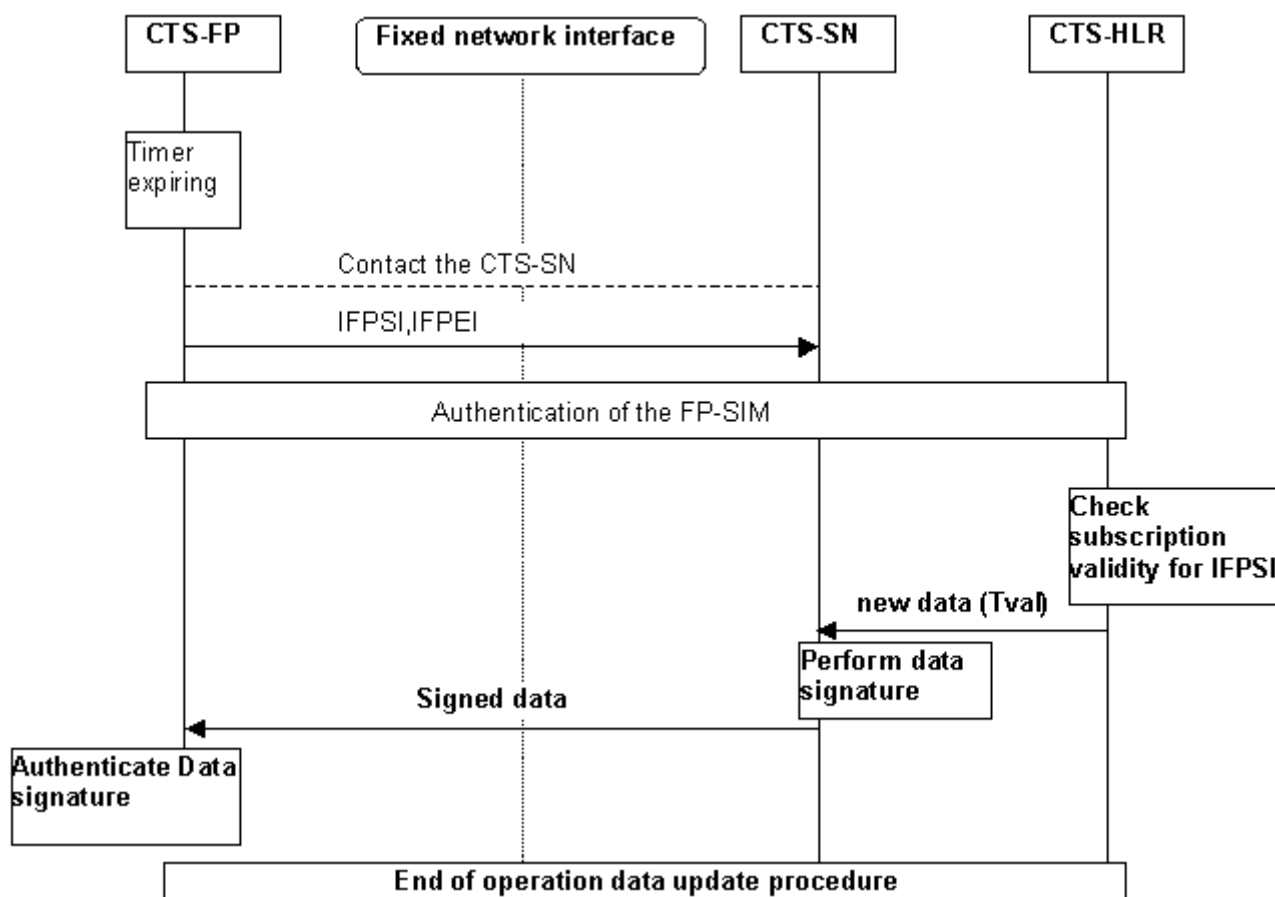 CTS-FP
Fixed network interface
CTS-SN
CTS-HLR
Timer
expiring
Contact the CTS-SN
IFPSI,IFPEI
Authentication of the FP-SIM
Check
subscription
validity for IFPSI
new data (Tval)
Perform data
signature
Signed data
Authenticate Data
signature
End of operation data update procedure